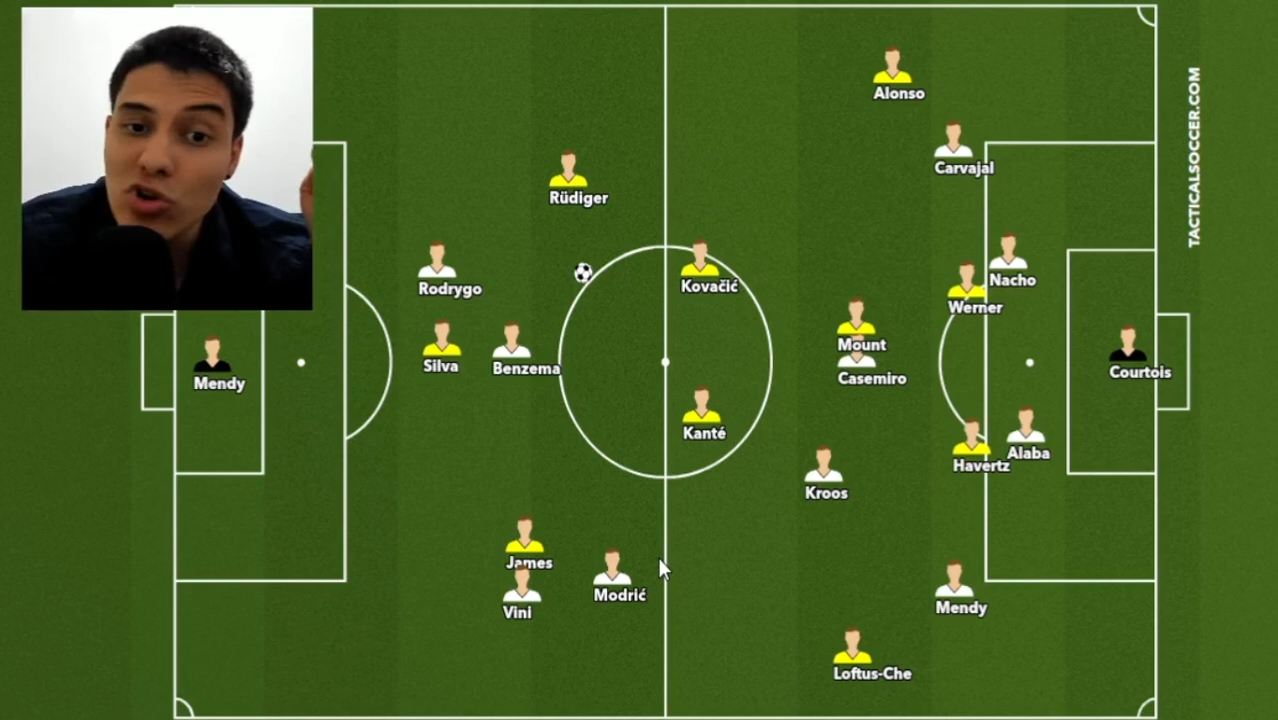 Alonso
Carvajal
Rüdiger
Rodrygo
Kovačić
Nacho
Werner
Mendy
Silva
Benzema
Mount
Casemiro
Courtois
Kanté
Havertz
Alaba
Kroos
James
Modrić
Vini
Mendy
Loftus-Che
TACTICALSOCCER.COM